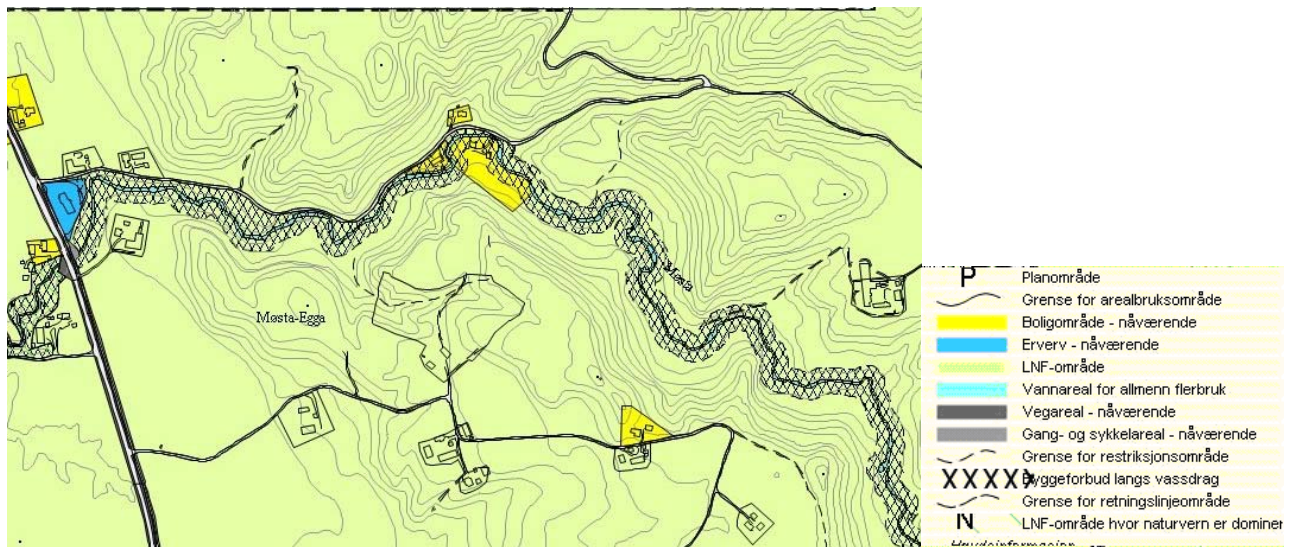 Møsta
Møsta-Egga
P Planområde
Grense for arealbruksområde
Boligområde - nåværende
Erverv - nåværende
LNF-område
Vannareal for allmenn flerbruk
Vegareal - nåværende
Gang- og sykkelareal - nåværende
Grense for restriksjonsområde
XXXXX Byggeforbud langs vassdrag
Grense for retningslinjeområde
N LNF-område hvor naturvern er dominer